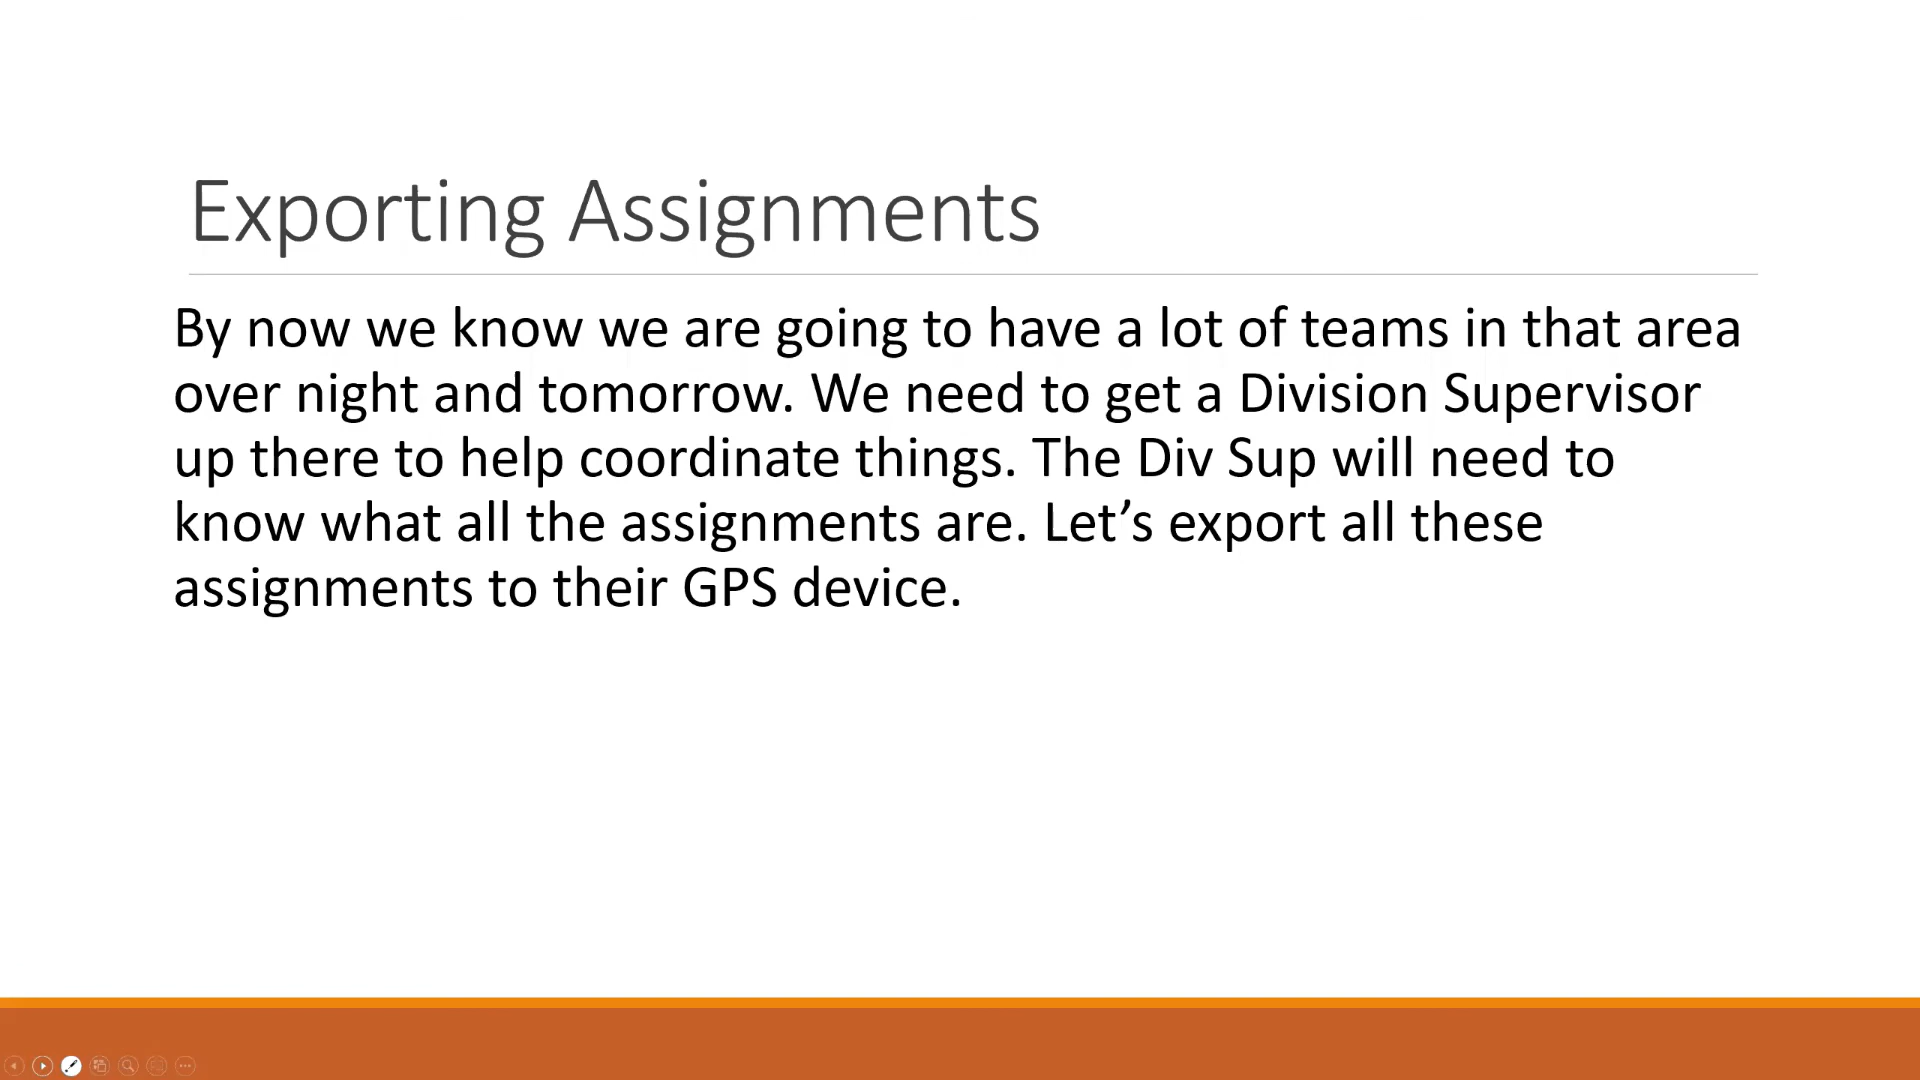 Exporting Assignments
By now we know we are going to have a lot of teams in that area
over night and tomorrow. We need to get a Division Supervisor
up there to help coordinate things. The Div Sup will need to
know what all the assignments are. Let’s export all these
assignments to their GPS device.